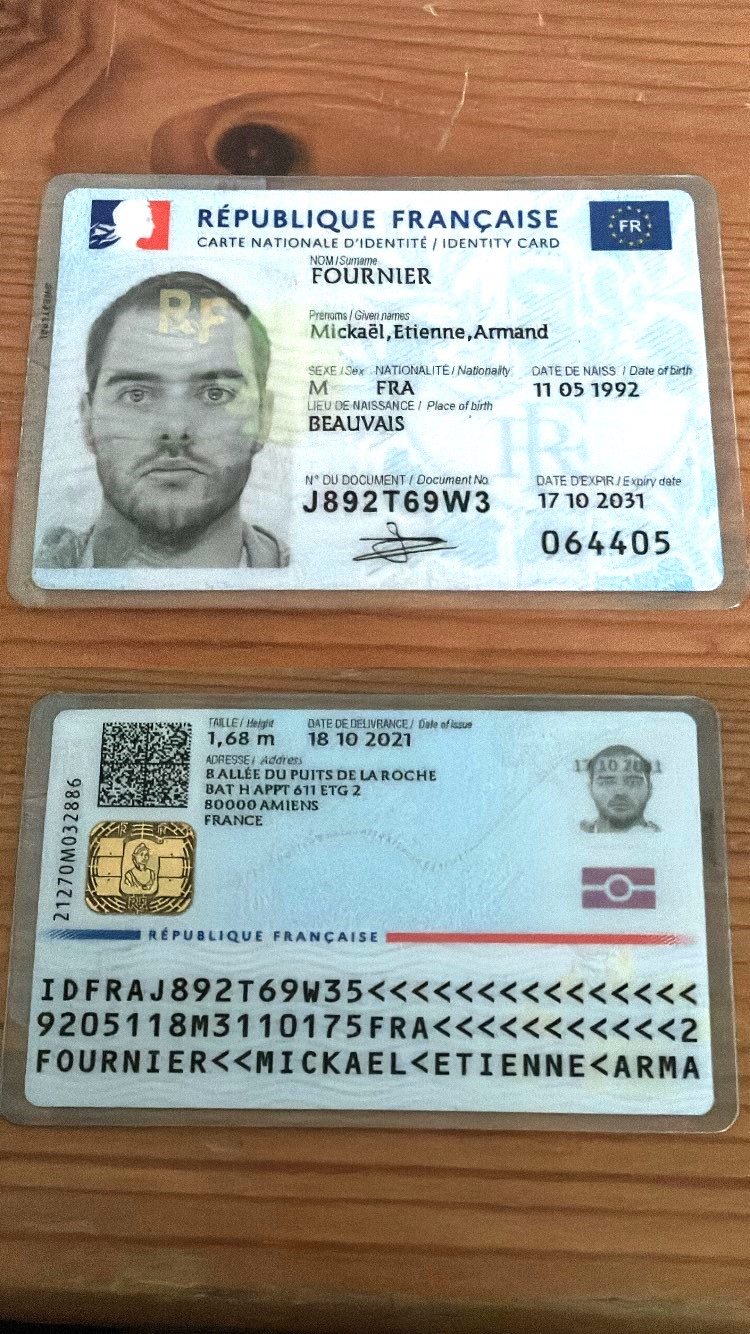 RÉPUBLIQUE FRANÇAISE
CARTE NATIONALE D'IDENTITÉ / IDENTITY CARD
FR
NOM / Surname
FOURNIER
RF
Prénoms / Given names
Mickaël,Etienne,Armand
SEXE / Sex NATIONALITÉ / Nationality DATE DE NAISS / Date of birth
M FRA 11 05 1992
LIEU DE NAISSANCE / Place of birth
BEAUVAIS
N° DU DOCUMENT / Document No DATE D'EXPIR / Expiry date
J892T69W3 17 10 2031
064405
TAILLE / Height DATE DE DELIVRANCE / Date of issue
1,68 m 18 10 2021
ADRESSE / Address
8 ALLÉE DU PUITS DE LA ROCHE
BAT H APPT 611 ETG 2
80000 AMIENS
FRANCE
21270M032886
RÉPUBLIQUE FRANÇAISE
IDFRAJ892T69W35<<<<<<<<<<<<<<<
9205118M3110175FRA<<<<<<<<<<<2
FOURNIER<<MICKAEL<ETIENNE<ARMA